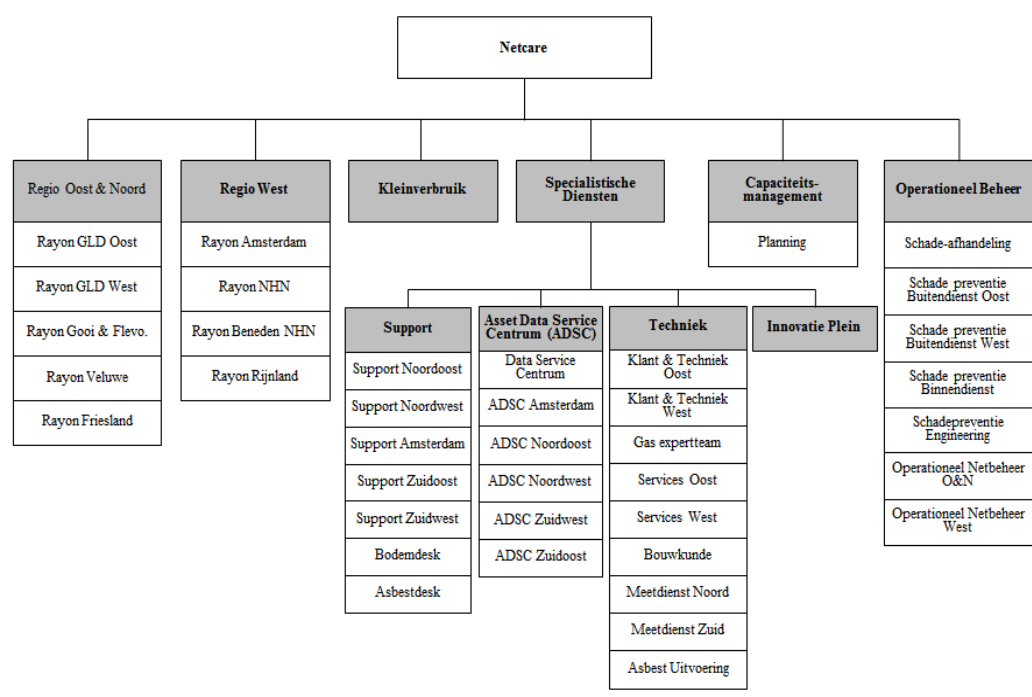 Netcare
Regio Oost & Noord
Rayon GLD Oost
Rayon GLD West
Rayon Gooi & Flevo.
Rayon Veluwe
Rayon Friesland
Regio West
Rayon Amsterdam
Rayon NHN
Rayon Beneden NHN
Rayon Rijnland
Kleinverbruik
Specialistische
Diensten
Capaciteits-
management
Planning
Operationeel Beheer
Schade-afhandeling
Schade preventie
Buitendienst Oost
Schade preventie
Buitendienst West
Schade preventie
Binnendienst
Schadepreventie
Engineering
Operationeel Netbeheer
O&N
Operationeel Netbeheer
West
Support
Support Noordoost
Support Noordwest
Support Amsterdam
Support Zuidoost
Support Zuidwest
Bodemdesk
Asbestdesk
Asset Data Service
Centrum (ADSC)
Data Service
Centrum
ADSC Amsterdam
ADSC Noordoost
ADSC Noordwest
ADSC Zuidwest
ADSC Zuidoost
Techniek
Klant & Techniek
Oost
Klant & Techniek
West
Gas expertteam
Services Oost
Services West
Bouwkunde
Meetdienst Noord
Meetdienst Zuid
Asbest Uitvoering
Innovatie Plein